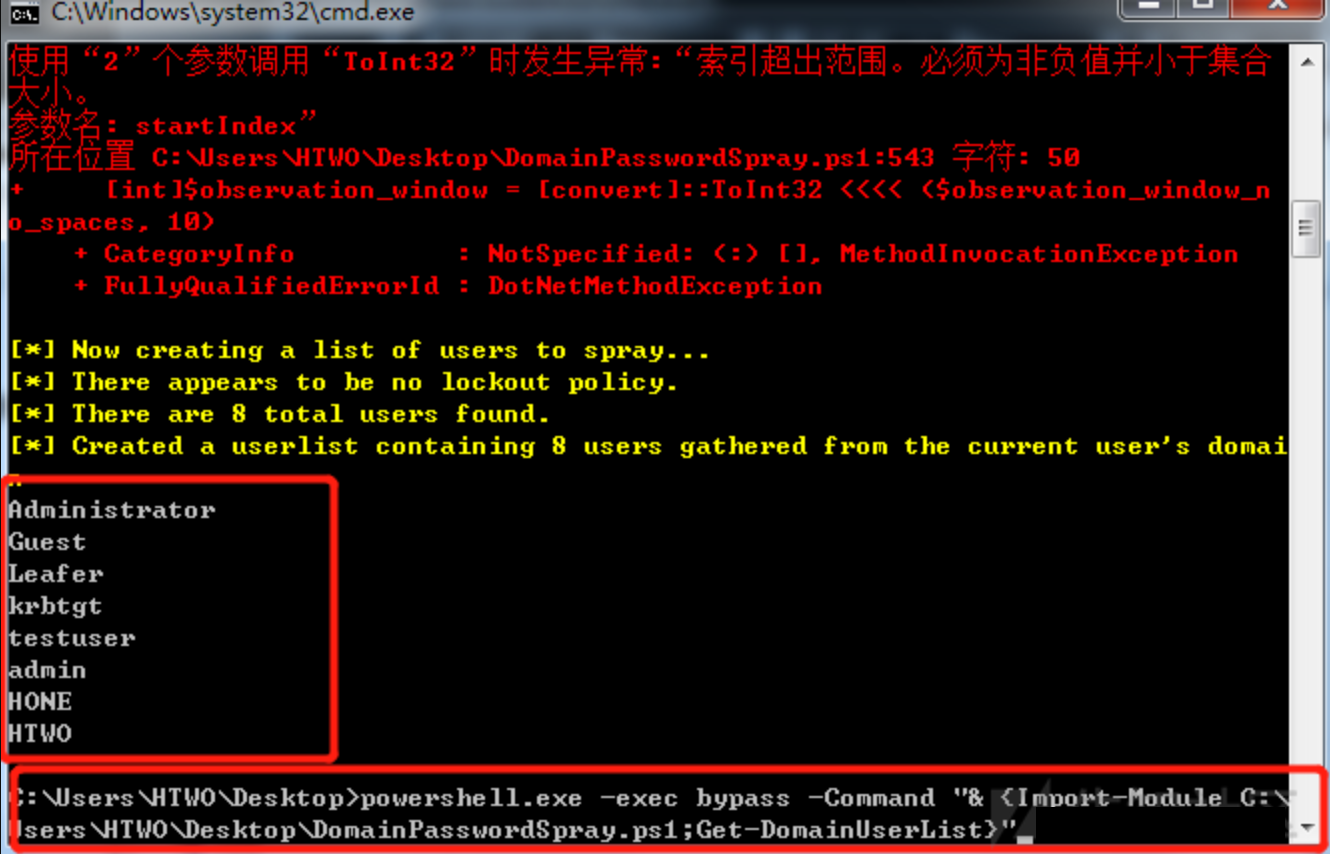 C:\Windows\system32\cmd.exe
使用“2”个参数调用“ToInt32”时发生异常:“索引超出范围。必须为非负值并小于集合
大小。
参数名: startIndex”
所在位置 C:\Users\HTWO\Desktop\DomainPasswordSpray.ps1:543 字符: 50
+     [int]$observation_window = [convert]::ToInt32 <<<< ($observation_window_n
o_spaces, 10)
    + CategoryInfo          : NotSpecified: (:) [], MethodInvocationException
    + FullyQualifiedErrorId : DotNetMethodException
[*] Now creating a list of users to spray...
[*] There appears to be no lockout policy.
[*] There are 8 total users found.
[*] Created a userlist containing 8 users gathered from the current user's domai
n
Administrator
Guest
Leafer
krbtgt
testuser
admin
HONE
HTWO
C:\Users\HTWO\Desktop>powershell.exe -exec bypass -Command "& {Import-Module C:\
Users\HTWO\Desktop\DomainPasswordSpray.ps1;Get-DomainUserList}"